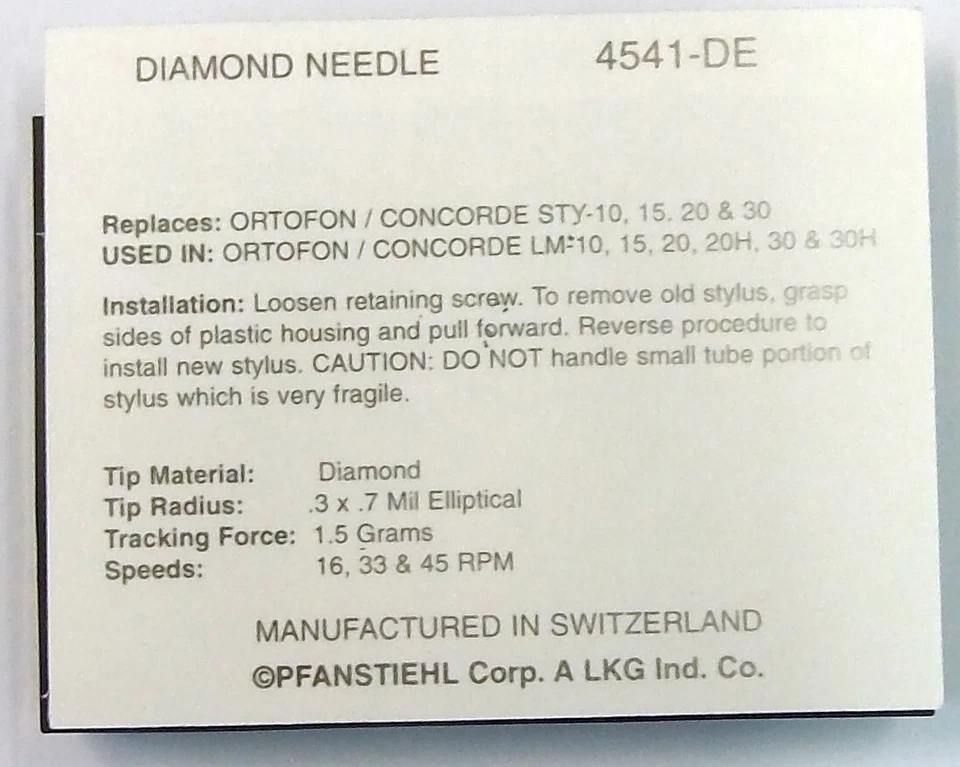 DIAMOND NEEDLE 4541-DE
Replaces: ORTOFON / CONCORDE STY-10, 15. 20 & 30
USED IN: ORTOFON / CONCORDE LM-10, 15, 20, 20H, 30 & 30H
Installation: Loosen retaining screw. To remove old stylus, grasp
sides of plastic housing and pull forward. Reverse procedure to
install new stylus. CAUTION: DO NOT handle small tube portion of
stylus which is very fragile.
Tip Material: Diamond
Tip Radius: .3 x .7 Mil Elliptical
Tracking Force: 1.5 Grams
Speeds: 16, 33 & 45 RPM
MANUFACTURED IN SWITZERLAND
©PFANSTIEHL Corp. A LKG Ind. Co.